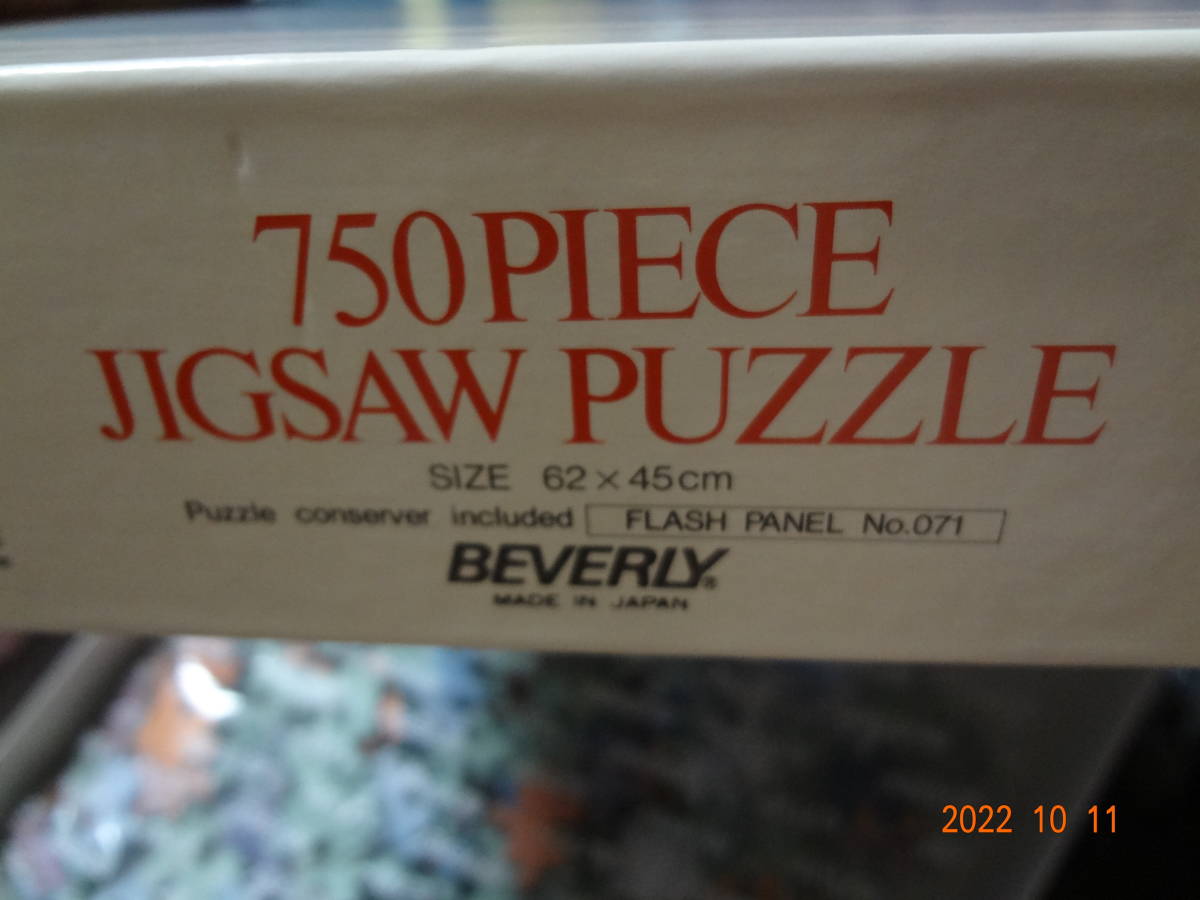 750PIECE
JIGSAW PUZZLE
SIZE 62×45cm
Puzzle conserver included FLASH PANEL No.071
BEVERLY®
MADE IN JAPAN
2022 10 11